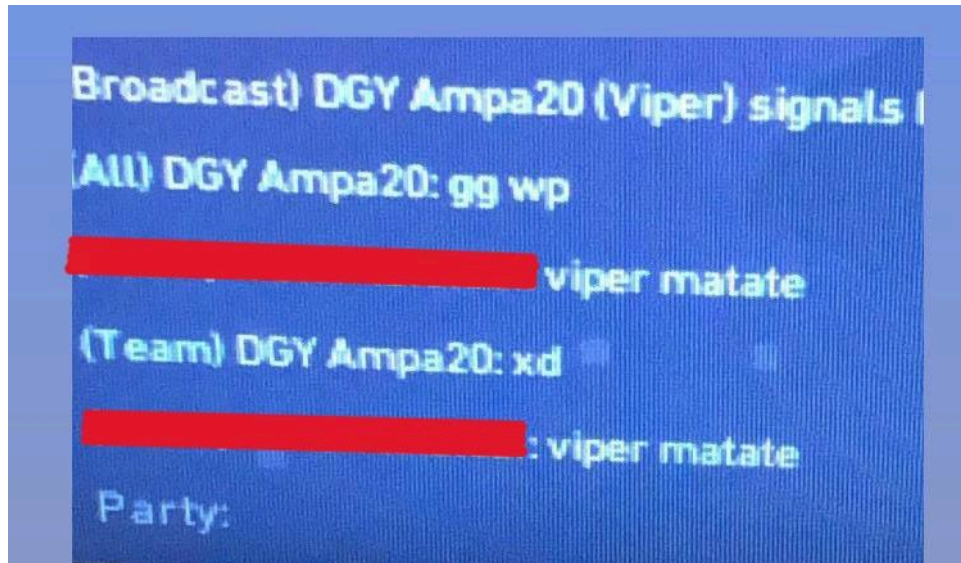 Broadcast) DGY Ampa20 (Viper) signals
(All) DGY Ampa20: gg wp
viper matate
(Team) DGY Ampa20: xd
: viper matate
Party: